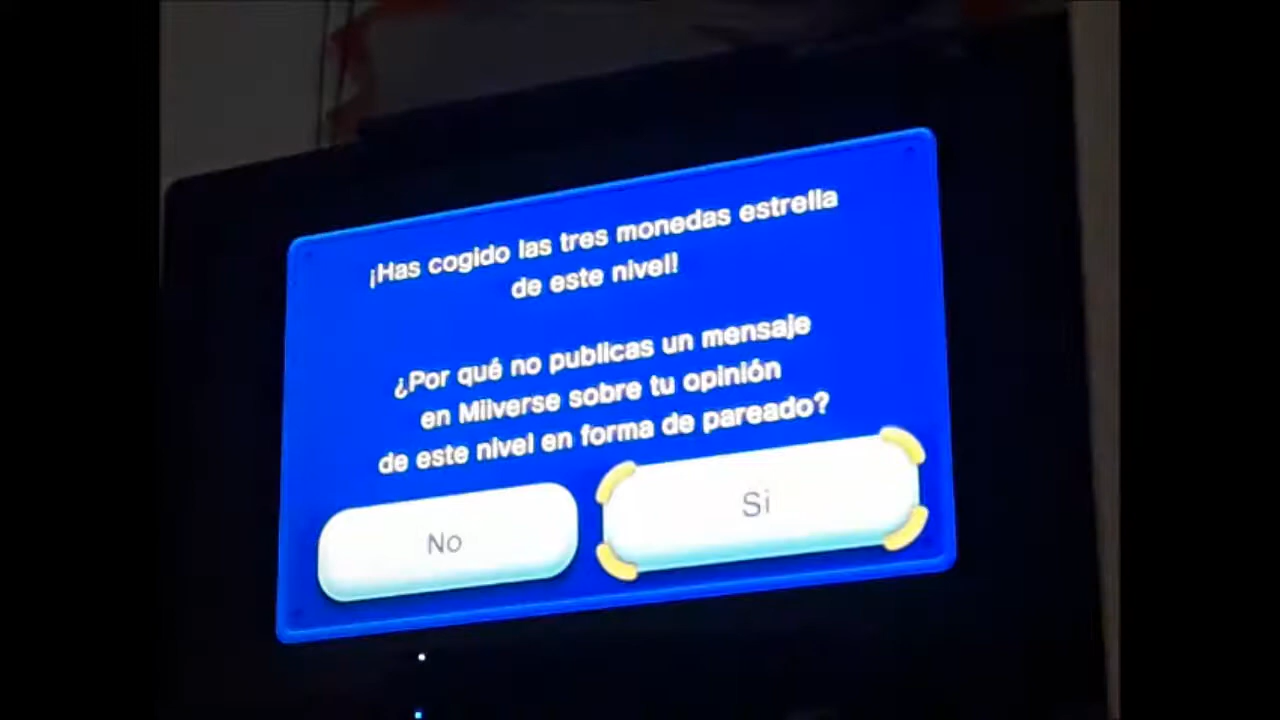 ¡Has cogido las tres monedas estrella
de este nivel!
¿Por qué no publicas un mensaje
en Miiverse sobre tu opinión
de este nivel en forma de pareado?
No
Sí